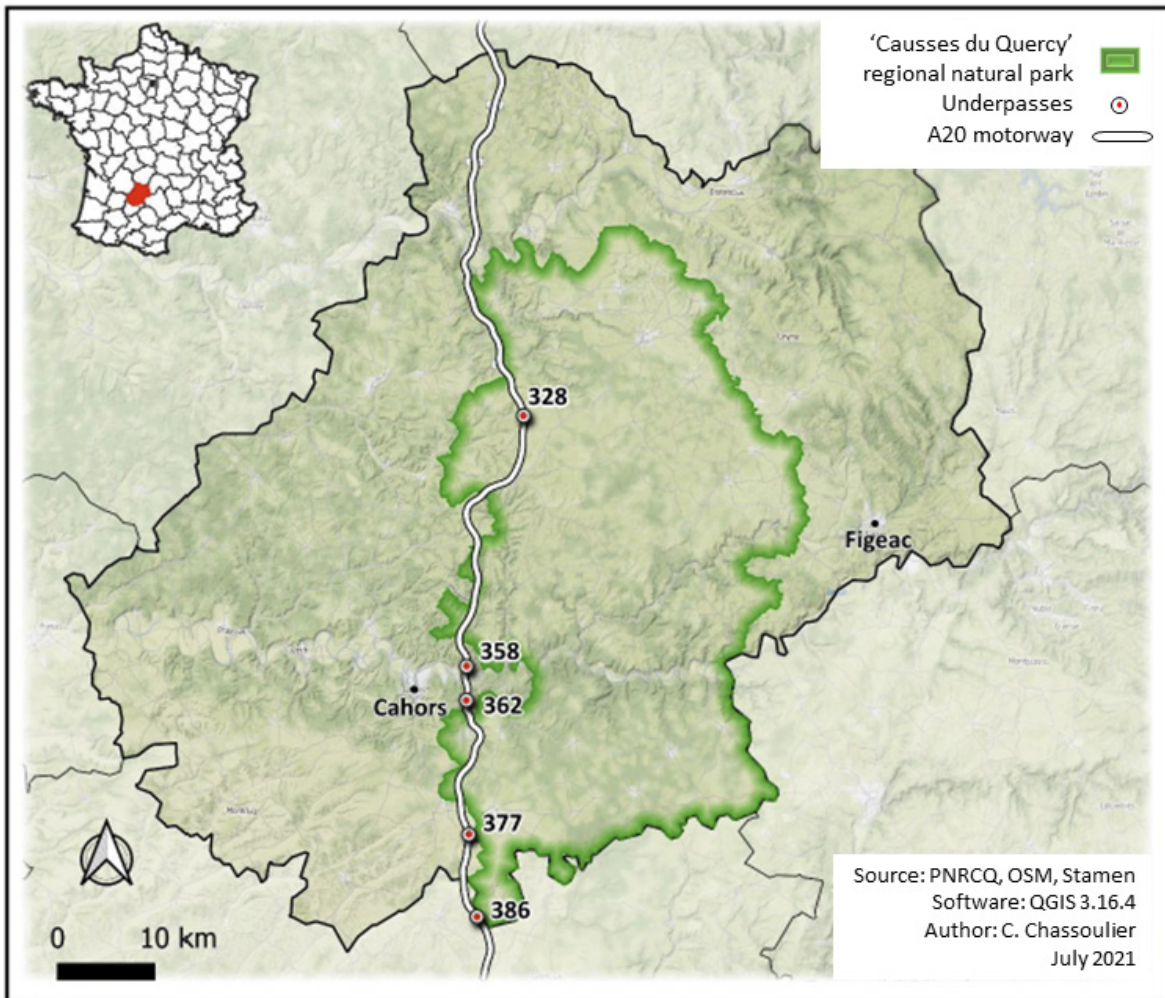 ‘Causses du Quercy’
regional natural park
Underpasses
A20 motorway
328
Figeac
358
Cahors
362
377
386
0 10 km
Source: PNRCQ, OSM, Stamen
Software: QGIS 3.16.4
Author: C. Chassoulier
July 2021